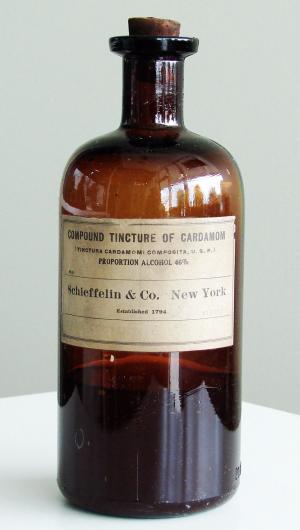 COMPOUND TINCTURE OF CARDAMOM
(TINCTURA CARDAMOMI COMPOSITA, U. S. P.)
PROPORTION ALCOHOL 46%
Schieffelin & Co. New York
Established 1794